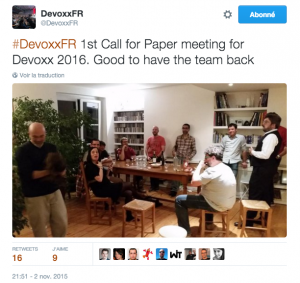 DevoxxFR
@DevoxxFR
Abonné
#DevoxxFR 1st Call for Paper meeting for
Devoxx 2016. Good to have the team back
Voir la traduction
RETWEETS J'AIME
16 9
WIT
21:51 - 2 nov. 2015